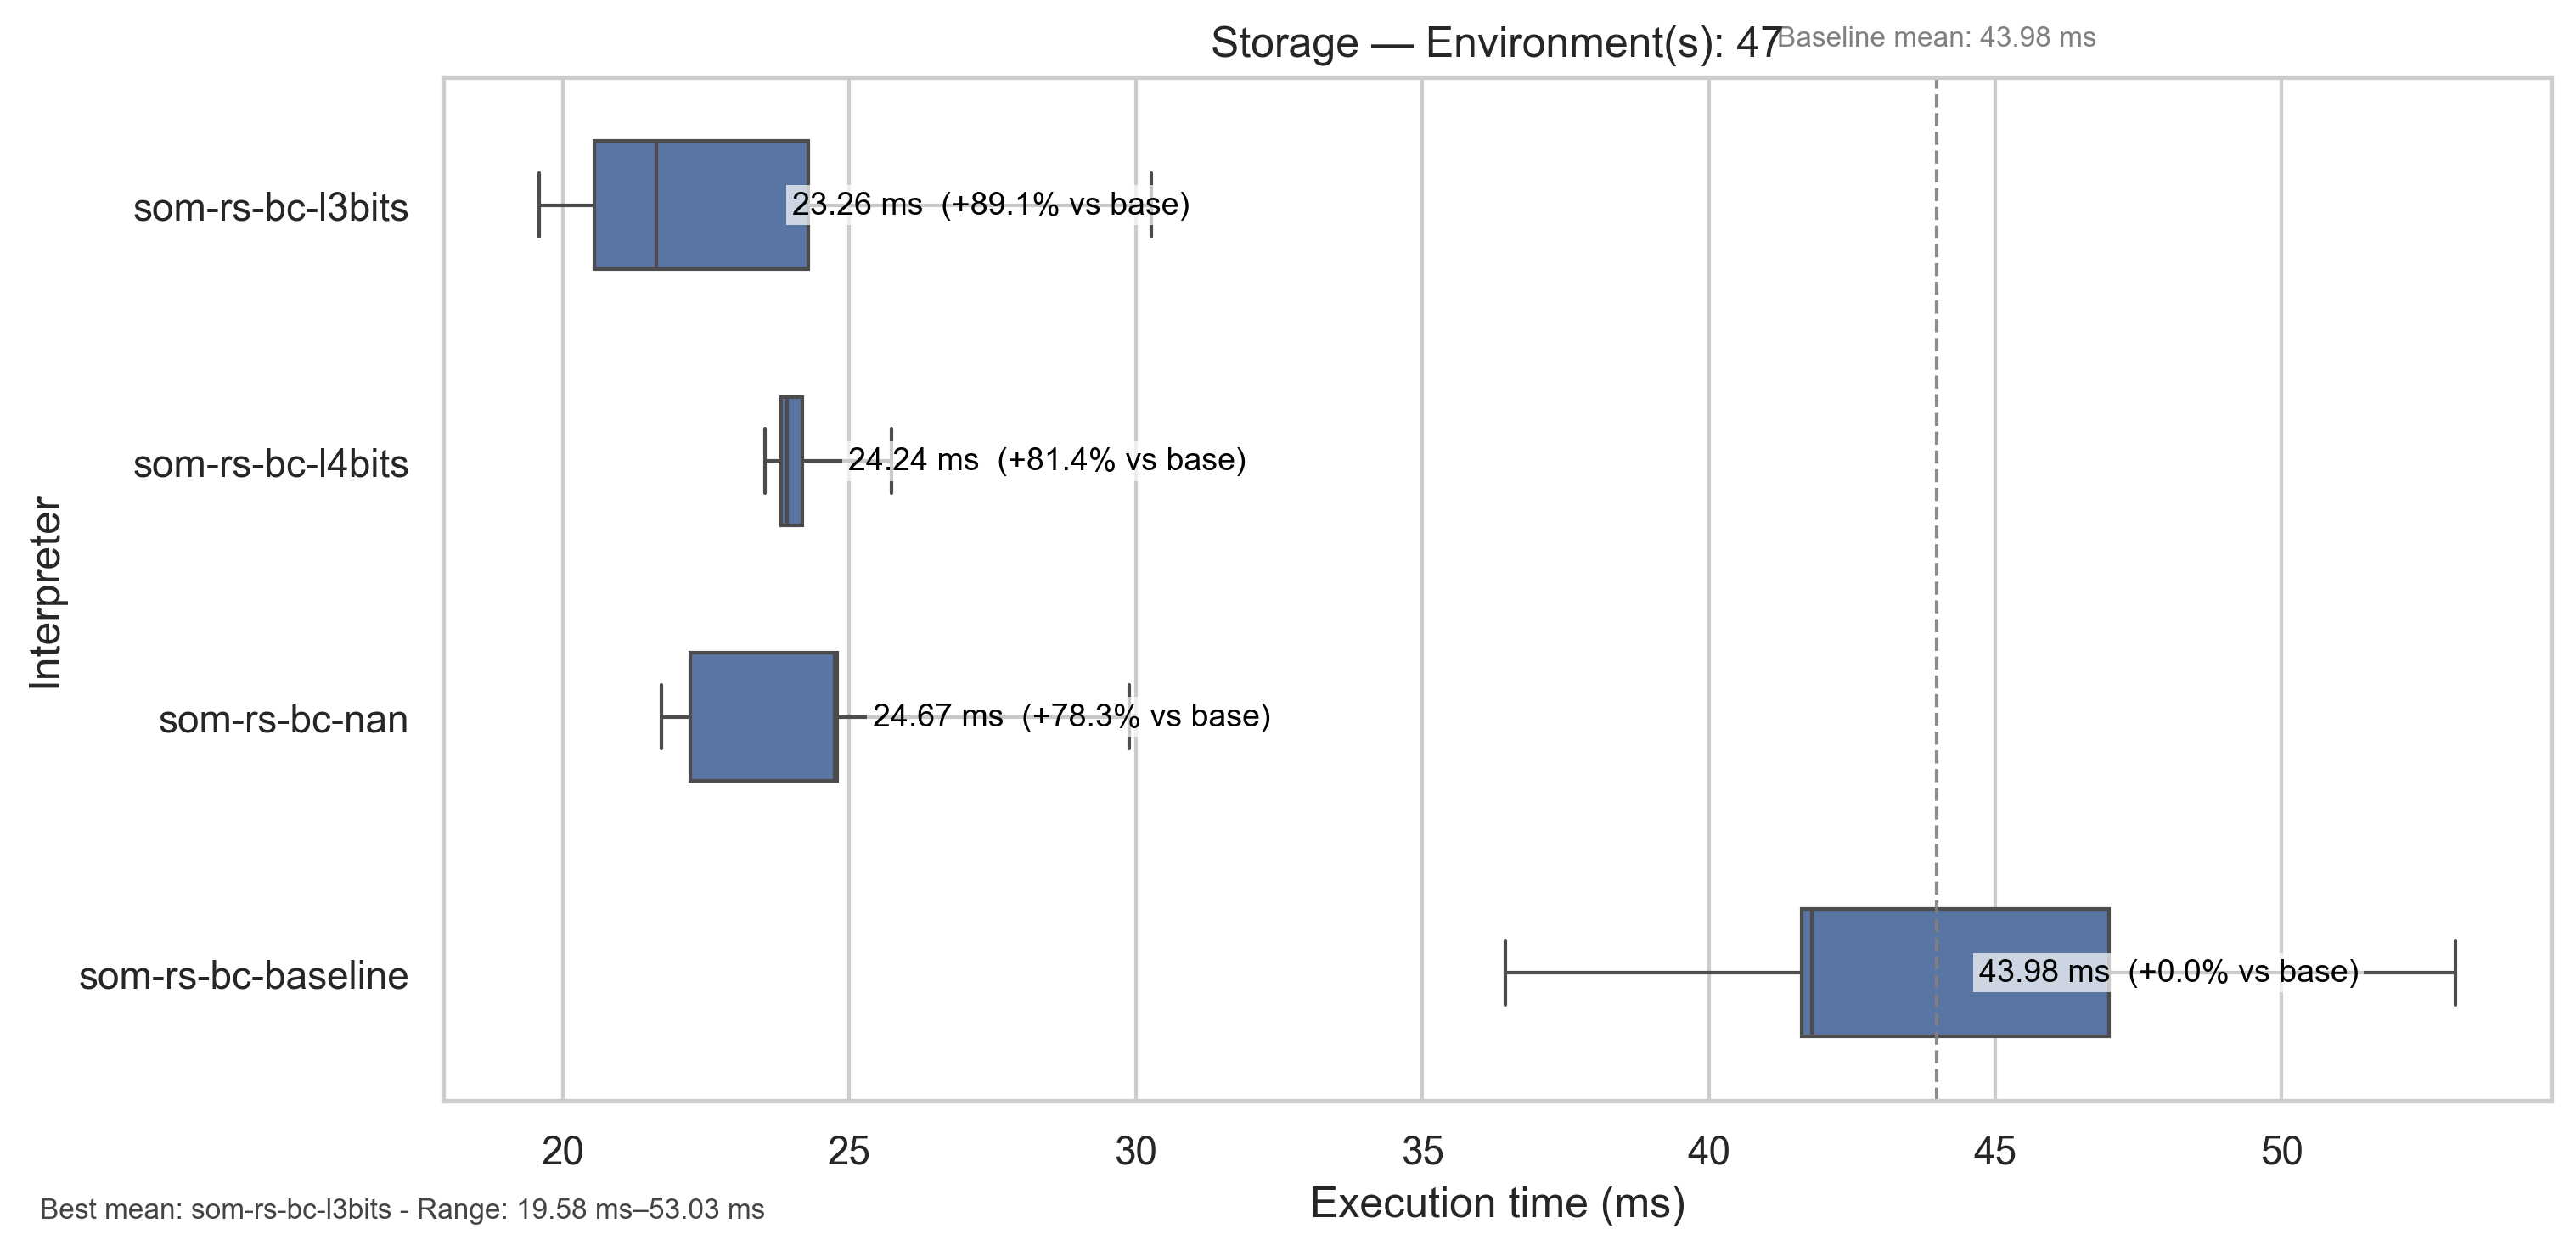 Storage — Environment(s): 47
Baseline mean: 43.98 ms
Interpreter
som-rs-bc-l3bits
23.26 ms  (+89.1% vs base)
som-rs-bc-l4bits
24.24 ms  (+81.4% vs base)
som-rs-bc-nan
24.67 ms  (+78.3% vs base)
som-rs-bc-baseline
43.98 ms  (+0.0% vs base)
20 25 30 35 40 45 50
Execution time (ms)
Best mean: som-rs-bc-l3bits - Range: 19.58 ms–53.03 ms